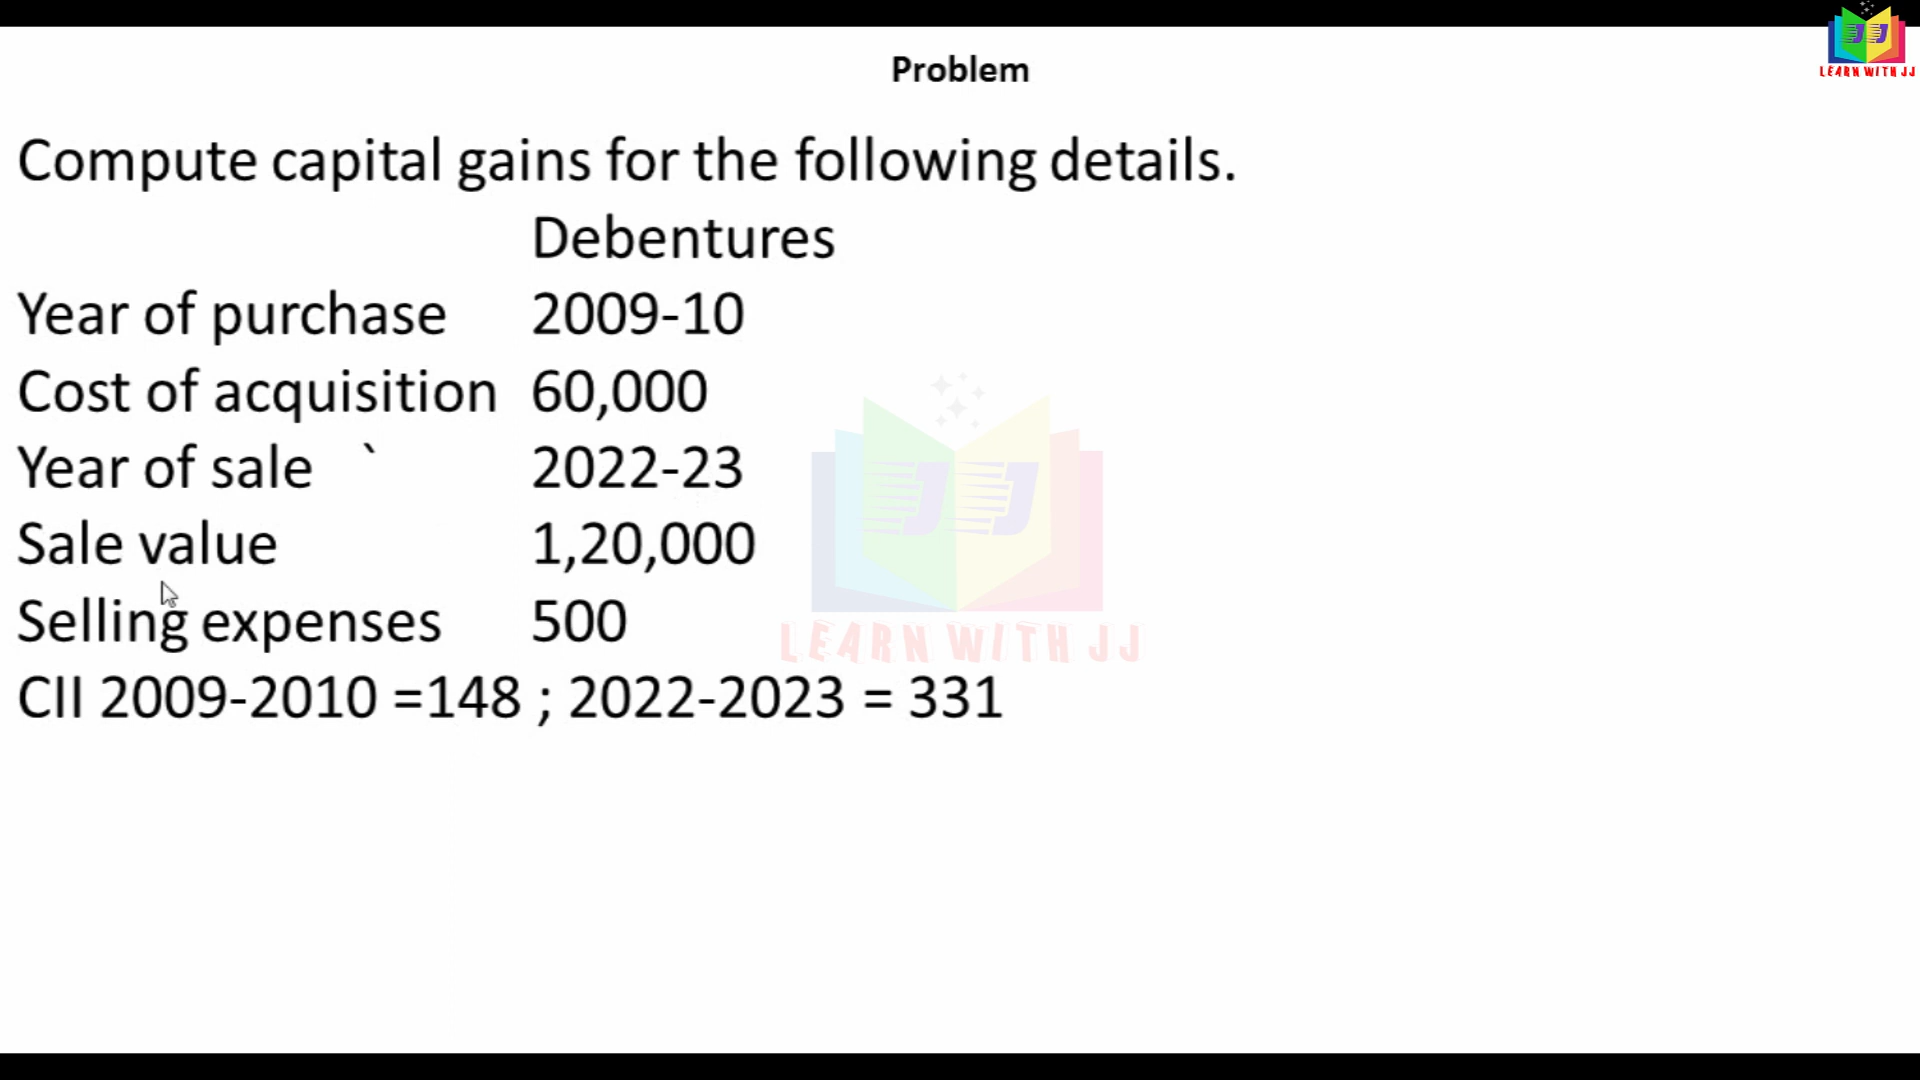 LEARN WITH JJ
Problem
Compute capital gains for the following details.
Debentures
Year of purchase 2009-10
Cost of acquisition 60,000
Year of sale ` 2022-23
Sale value 1,20,000
Selling expenses 500
CII 2009-2010 =148 ; 2022-2023 = 331
JJ
LEARN WITH JJ